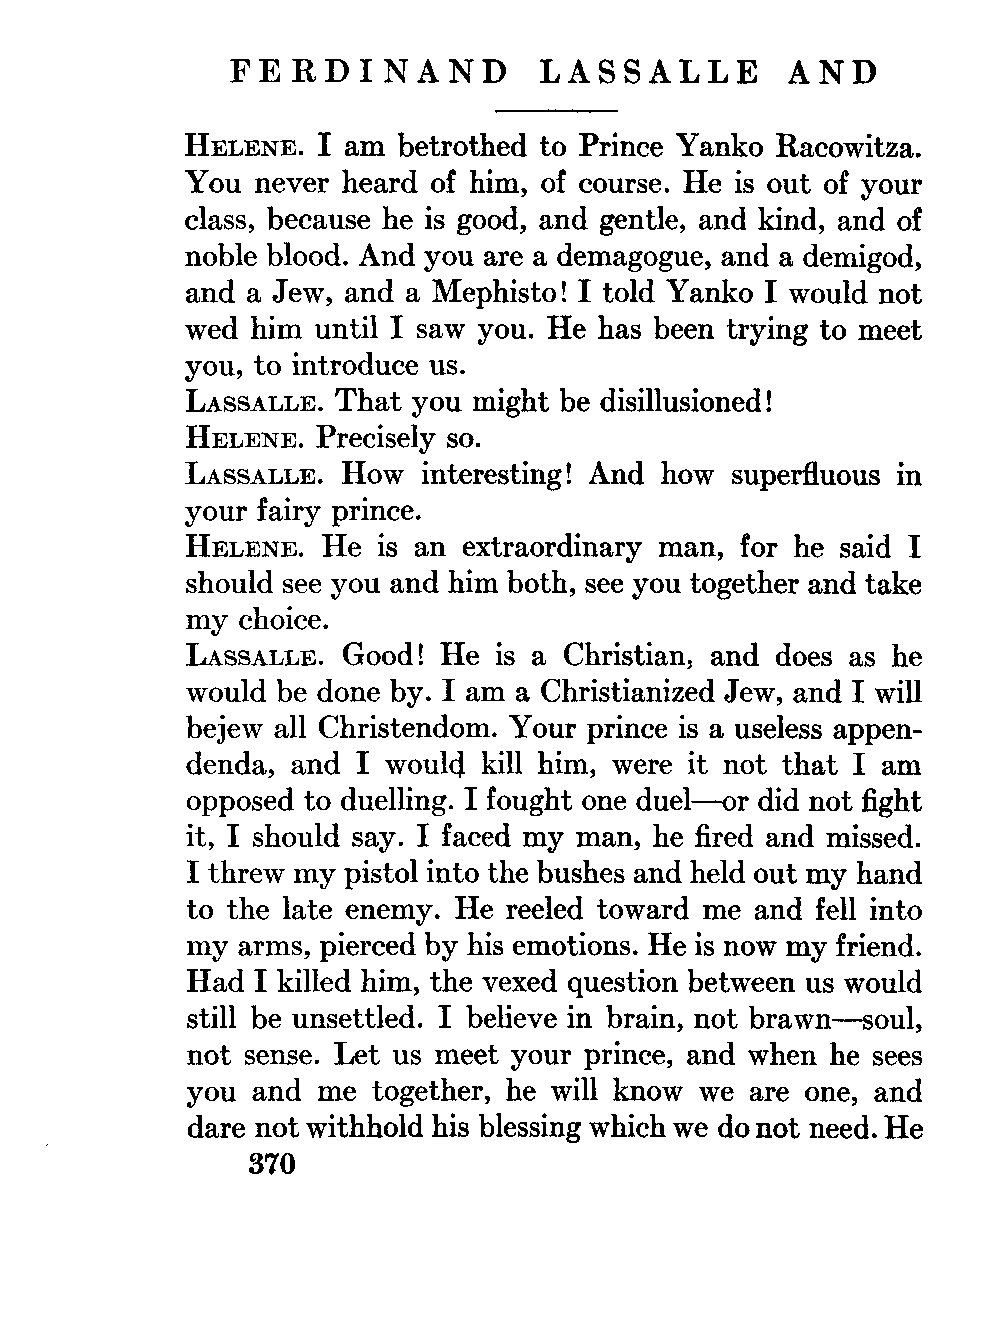 FERDINAND LASSALLE AND
HELENE. I am betrothed to Prince Yanko Racowitza.
You never heard of him, of course. He is out of your
class, because he is good, and gentle, and kind, and of
noble blood. And you are a demagogue, and a demigod,
and a Jew, and a Mephisto! I told Yanko I would not
wed him until I saw you. He has been trying to meet
you, to introduce us.
LASSALLE. That you might be disillusioned!
HELENE. Precisely so.
LASSALLE. How interesting! And how superfluous in
your fairy prince.
HELENE. He is an extraordinary man, for he said I
should see you and him both, see you together and take
my choice.
LASSALLE. Good! He is a Christian, and does as he
would be done by. I am a Christianized Jew, and I will
bejew all Christendom. Your prince is a useless appen-
denda, and I would kill him, were it not that I am
opposed to duelling. I fought one duel—or did not fight
it, I should say. I faced my man, he fired and missed.
I threw my pistol into the bushes and held out my hand
to the late enemy. He reeled toward me and fell into
my arms, pierced by his emotions. He is now my friend.
Had I killed him, the vexed question between us would
still be unsettled. I believe in brain, not brawn—soul,
not sense. Let us meet your prince, and when he sees
you and me together, he will know we are one, and
dare not withhold his blessing which we do not need. He
370